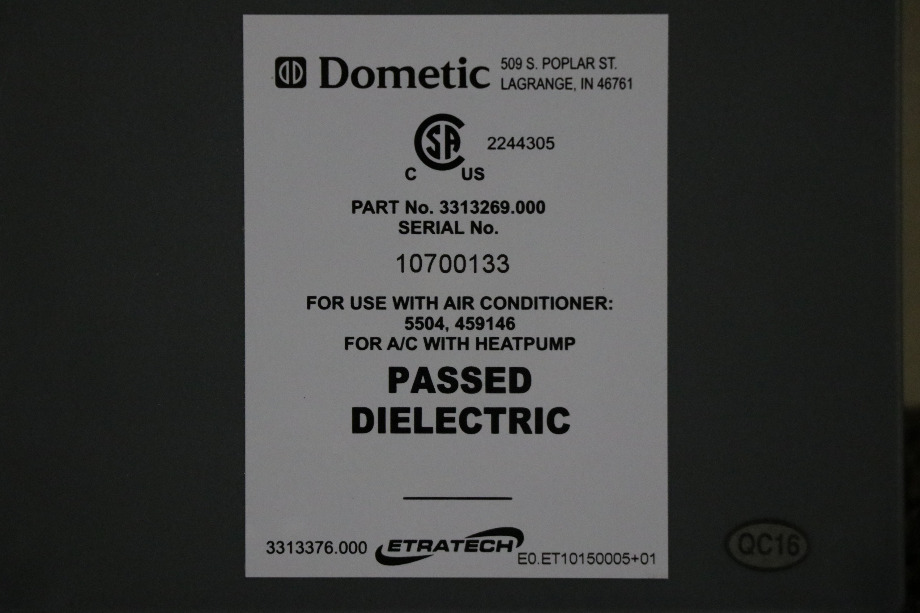 Dometic 509 S. POPLAR ST.
LAGRANGE, IN 46761
CSA 2244305
C US
PART No. 3313269.000
SERIAL No.
10700133
FOR USE WITH AIR CONDITIONER:
5504, 459146
FOR A/C WITH HEATPUMP
PASSED
DIELECTRIC
3313376.000 ETRATECH E0.ET10150005+01
QC16